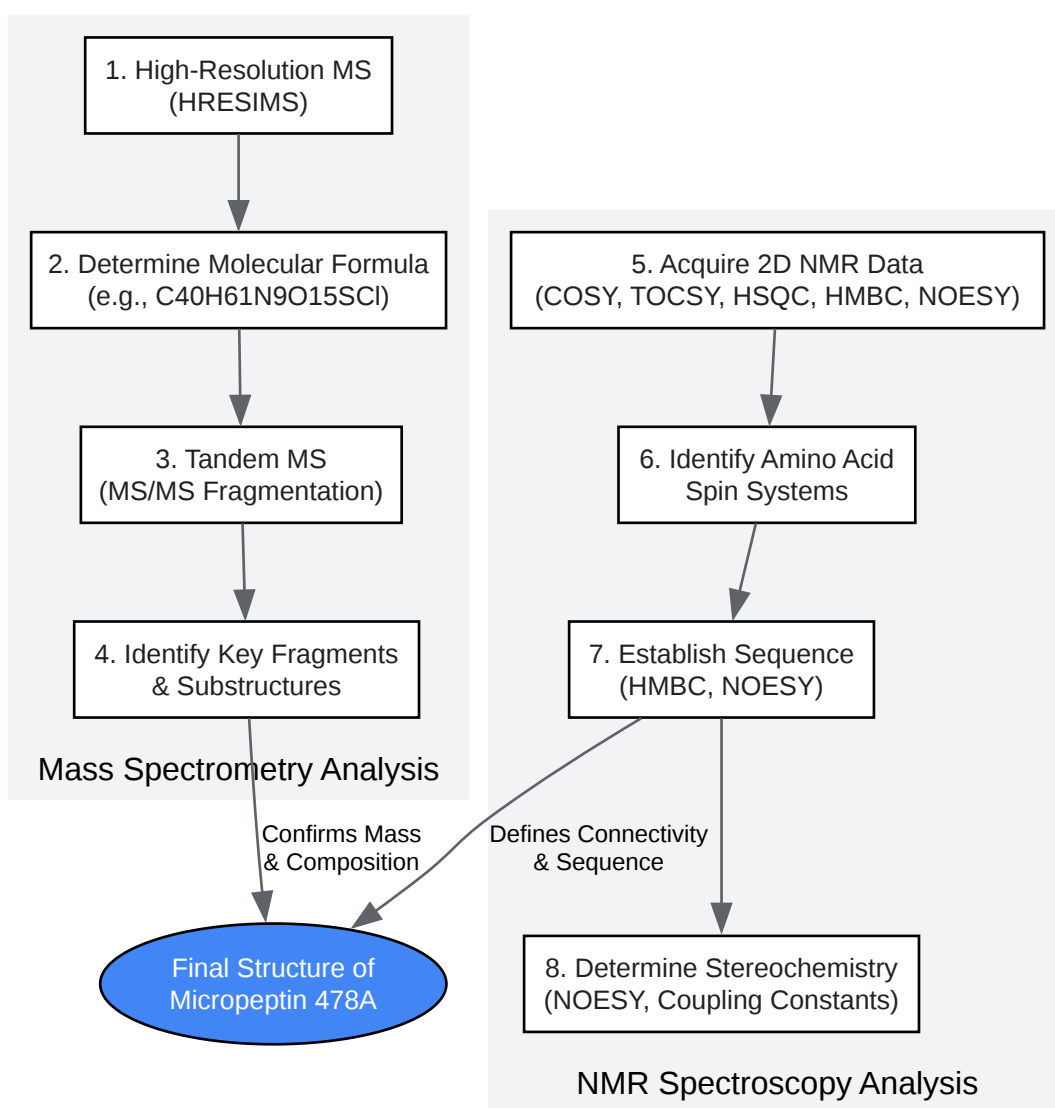 1. High-Resolution MS
(HRESIMS)
2. Determine Molecular Formula
(e.g., C40H61N9O15SCl)
3. Tandem MS
(MS/MS Fragmentation)
4. Identify Key Fragments
& Substructures
Mass Spectrometry Analysis
5. Acquire 2D NMR Data
(COSY, TOCSY, HSQC, HMBC, NOESY)
6. Identify Amino Acid
Spin Systems
7. Establish Sequence
(HMBC, NOESY)
Confirms Mass
& Composition
Defines Connectivity
& Sequence
Final Structure of
Micropeptin 478A
8. Determine Stereochemistry
(NOESY, Coupling Constants)
NMR Spectroscopy Analysis